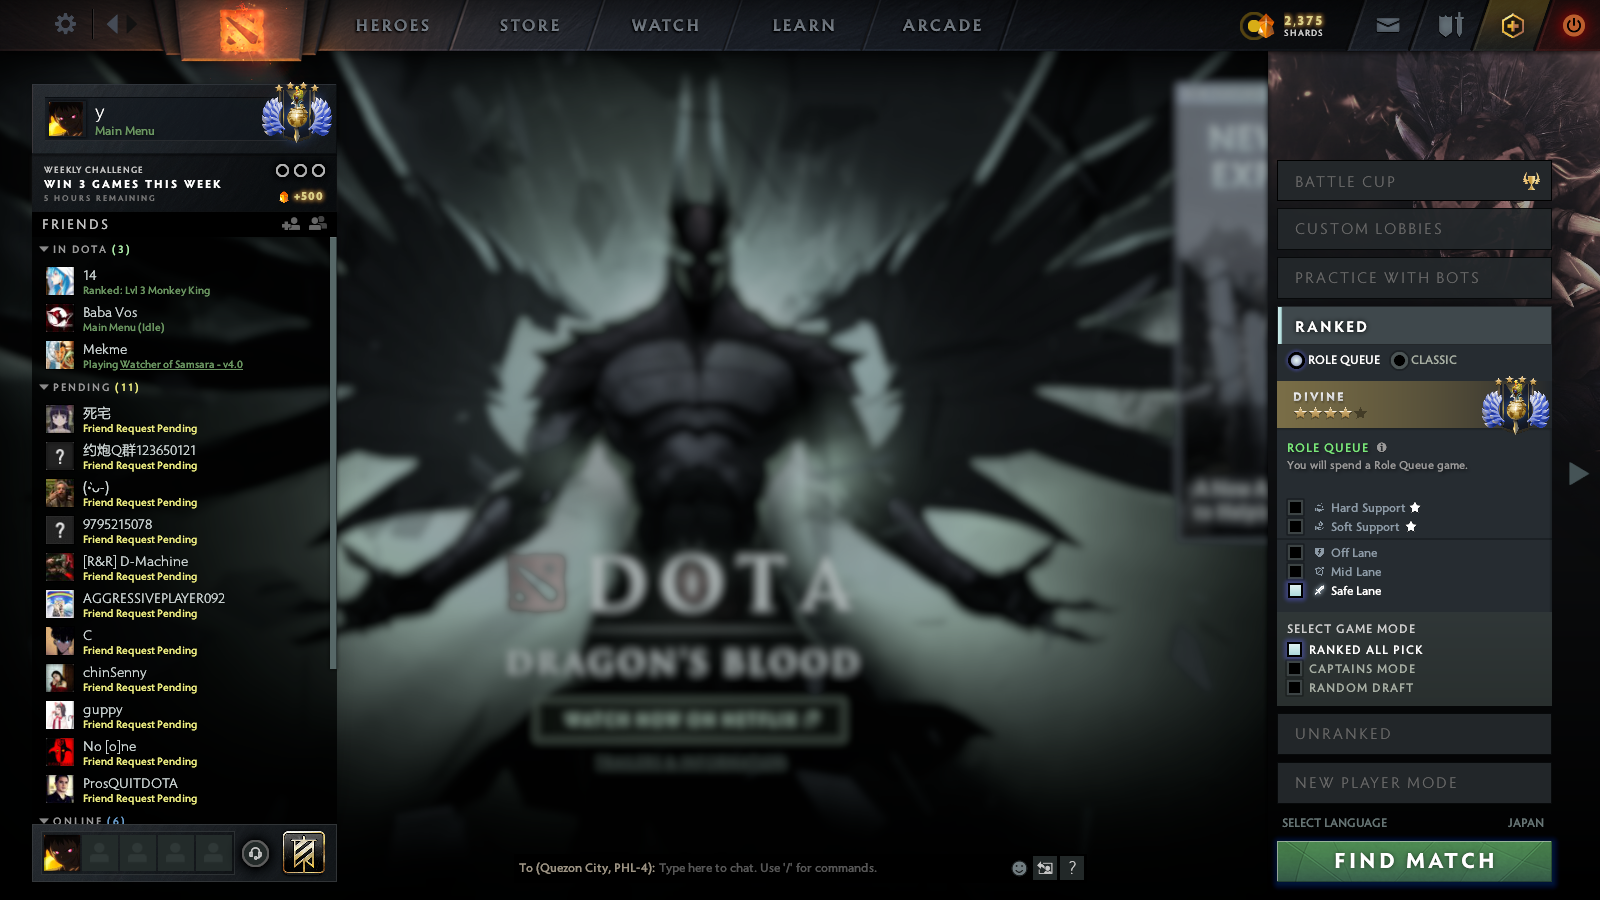 HEROES
STORE
WATCH
LEARN
ARCADE
2,375
SHARDS
y
Main Menu
WEEKLY CHALLENGE
WIN 3 GAMES THIS WEEK
5 HOURS REMAINING
+500
FRIENDS
IN DOTA (3)
14
Ranked: Lvl 3 Monkey King
Baba Vos
Main Menu (Idle)
Mekme
Playing Watcher of Samsara - v4.0
PENDING (11)
死宅
Friend Request Pending
约炮Q群123650121
Friend Request Pending
Friend Request Pending
9795215078
Friend Request Pending
[R&R] D-Machine
Friend Request Pending
AGGRESSIVEPLAYER092
Friend Request Pending
C
Friend Request Pending
chinSenny
Friend Request Pending
guppy
Friend Request Pending
No [o]ne
Friend Request Pending
ProsQUITDOTA
Friend Request Pending
ONLINE (6)
DOTA
DRAGON'S BLOOD
WATCH NOW ON NETFLIX
To (Quezon City, PHL-4): Type here to chat. Use '/' for commands.
?
BATTLE CUP
CUSTOM LOBBIES
PRACTICE WITH BOTS
RANKED
ROLE QUEUE
CLASSIC
DIVINE
ROLE QUEUE
You will spend a Role Queue game.
Hard Support
Soft Support
Off Lane
Mid Lane
Safe Lane
SELECT GAME MODE
RANKED ALL PICK
CAPTAINS MODE
RANDOM DRAFT
UNRANKED
NEW PLAYER MODE
SELECT LANGUAGE
JAPAN
FIND MATCH